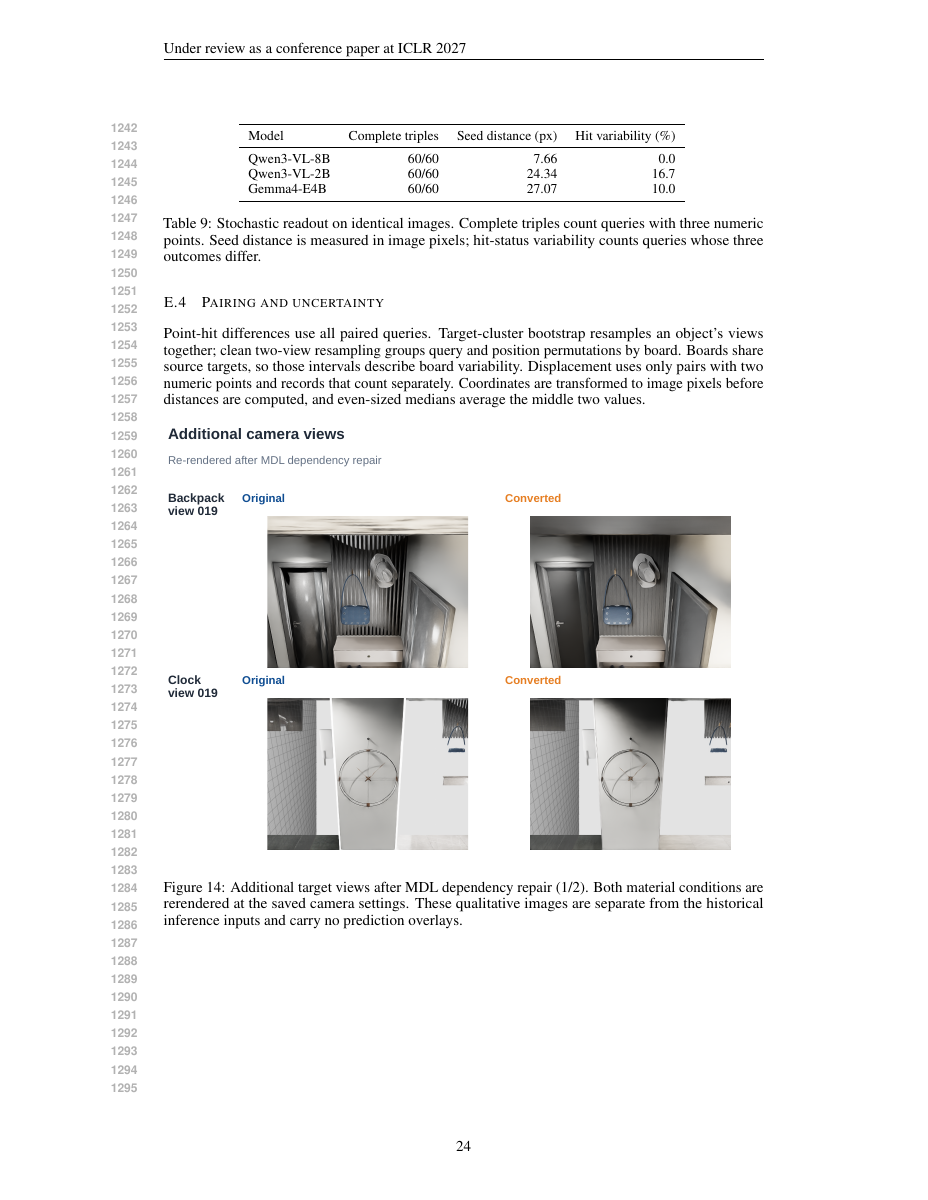 Under review as a conference paper at ICLR 2027
1242
1243
1244
1245
1246
1247
1248
1249
1250
1251
1252
1253
1254
1255
1256
1257
1258
1259
1260
1261
1262
1263
1264
1265
1266
1267
1268
1269
1270
1271
1272
1273
1274
1275
1276
1277
1278
1279
1280
1281
1282
1283
1284
1285
1286
1287
1288
1289
1290
1291
1292
1293
1294
1295
Model Complete triples Seed distance (px) Hit variability (%)
Qwen3-VL-8B 60/60 7.66 0.0
Qwen3-VL-2B 60/60 24.34 16.7
Gemma4-E4B 60/60 27.07 10.0
Table 9: Stochastic readout on identical images. Complete triples count queries with three numeric
points. Seed distance is measured in image pixels; hit-status variability counts queries whose three
outcomes differ.
E.4 PAIRING AND UNCERTAINTY
Point-hit differences use all paired queries. Target-cluster bootstrap resamples an object's views
together; clean two-view resampling groups query and position permutations by board. Boards share
source targets, so those intervals describe board variability. Displacement uses only pairs with two
numeric points and records that count separately. Coordinates are transformed to image pixels before
distances are computed, and even-sized medians average the middle two values.
Additional camera views
Re-rendered after MDL dependency repair
Backpack view 019
Original
Converted
Clock view 019
Original
Converted
Figure 14: Additional target views after MDL dependency repair (1/2). Both material conditions are
rerendered at the saved camera settings. These qualitative images are separate from the historical
inference inputs and carry no prediction overlays.
24